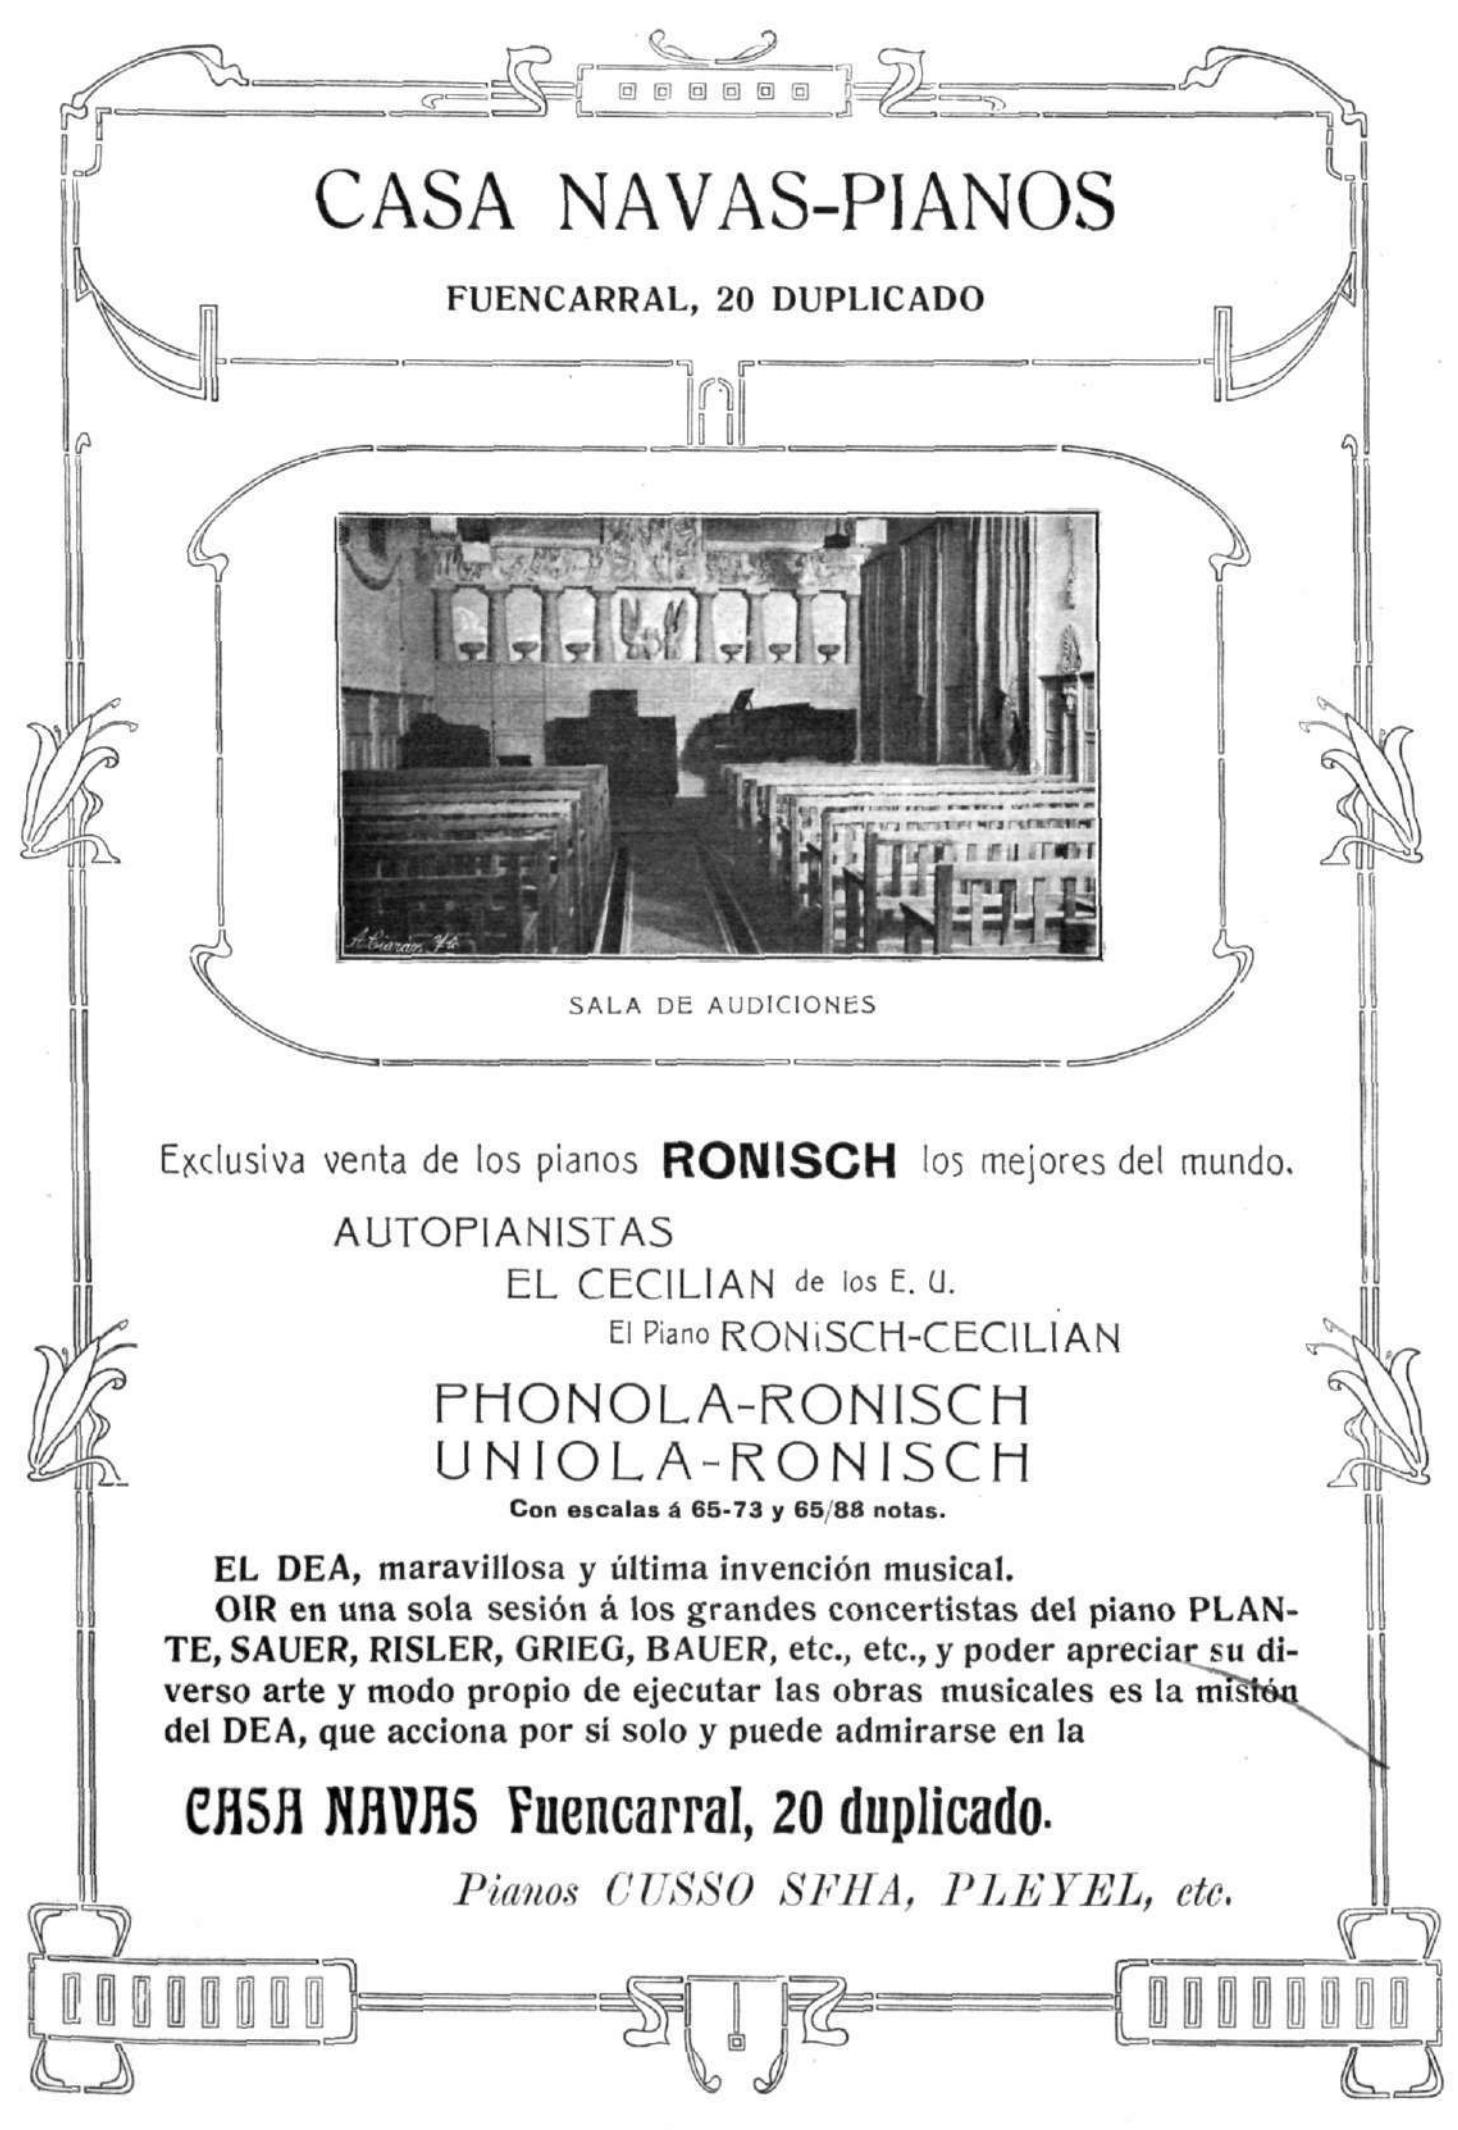 CASA NAVAS-PIANOS
FUENCARRAL, 20 DUPLICADO
SALA DE AUDICIONES
Exclusiva venta de los pianos RONISCH los mejores del mundo.
AUTOPIANISTAS
EL CECILIAN de los E. U.
El Piano RONiSCH-CECILIAN
PHONOLA-RONISCH
UNIOLA-RONISCH
Con escalas á 65-73 y 65/88 notas.
EL DEA, maravillosa y última invención musical.
OIR en una sola sesión á los grandes concertistas del piano PLAN-
TE, SAUER, RISLER, GRIEG, BAUER, etc., etc., y poder apreciar su di-
verso arte y modo propio de ejecutar las obras musicales es la misión
del DEA, que acciona por sí solo y puede admirarse en la
CASA NAVAS Fuencarral, 20 duplicado.
Pianos CUSSO SFHA, PLEYEL, etc.